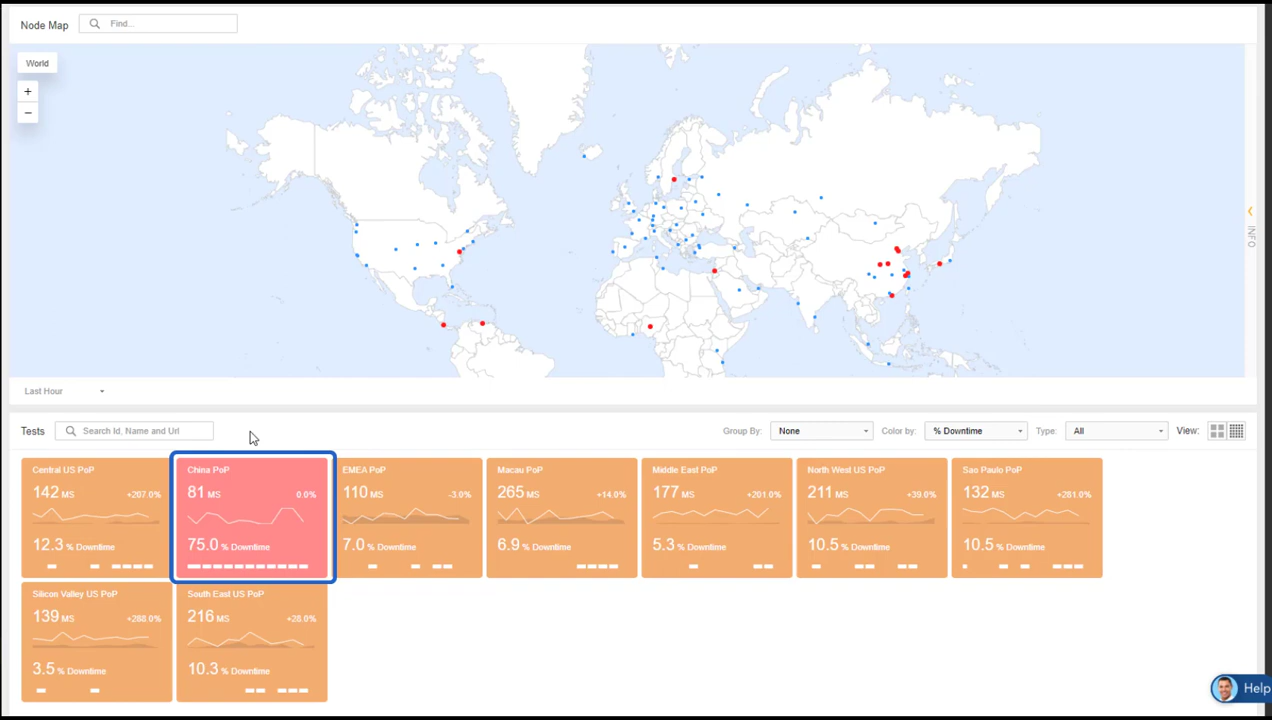 Node Map
Find...
World
+
−
INFO
Last Hour
Tests
Search Id, Name and Url
Group By:
None
Color by:
% Downtime
Type:
All
View:
Central US PoP
142 MS
+207.0%
12.3 % Downtime
China PoP
81 MS
0.0%
75.0 % Downtime
EMEA PoP
110 MS
-3.0%
7.0 % Downtime
Macau PoP
265 MS
+14.0%
6.9 % Downtime
Middle East PoP
177 MS
+201.0%
5.3 % Downtime
North West US PoP
211 MS
+39.0%
10.5 % Downtime
Sao Paulo PoP
132 MS
+281.0%
10.5 % Downtime
Silicon Valley US PoP
139 MS
+288.0%
3.5 % Downtime
South East US PoP
216 MS
+28.0%
10.3 % Downtime
Help